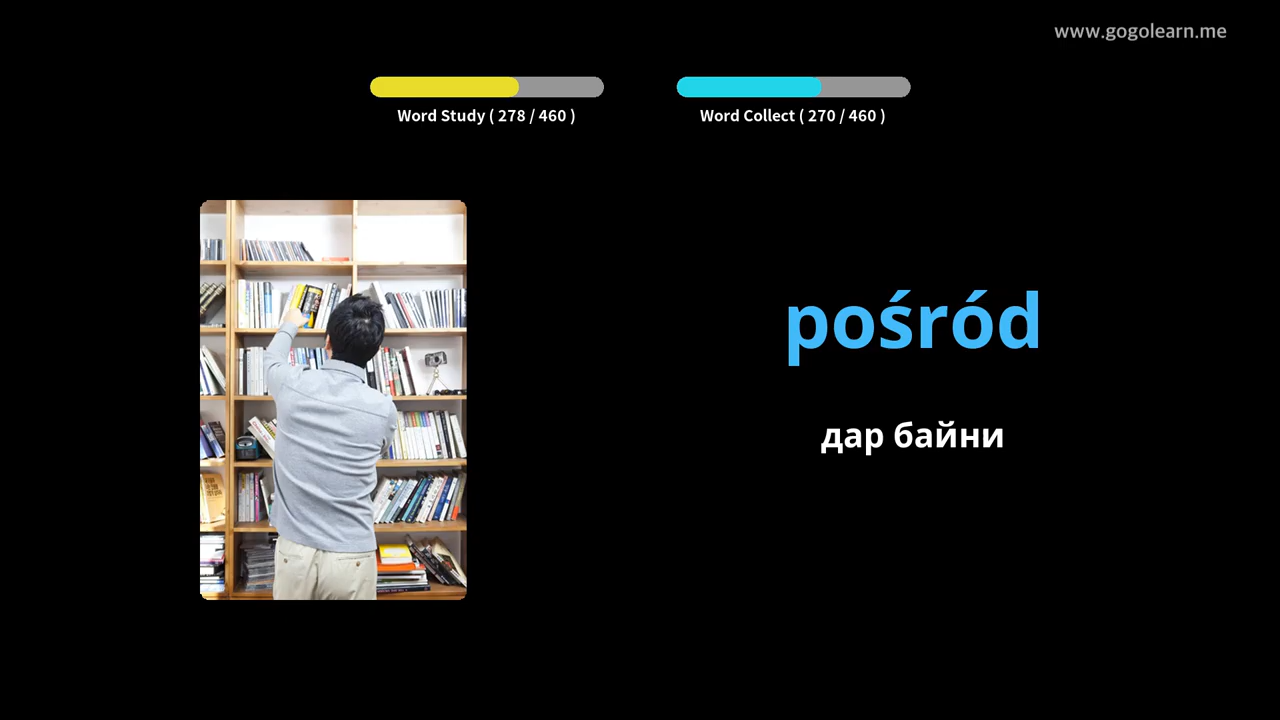 www.gogolearn.me
Word Study ( 278 / 460 )
Word Collect ( 270 / 460 )
pośród
дар байни